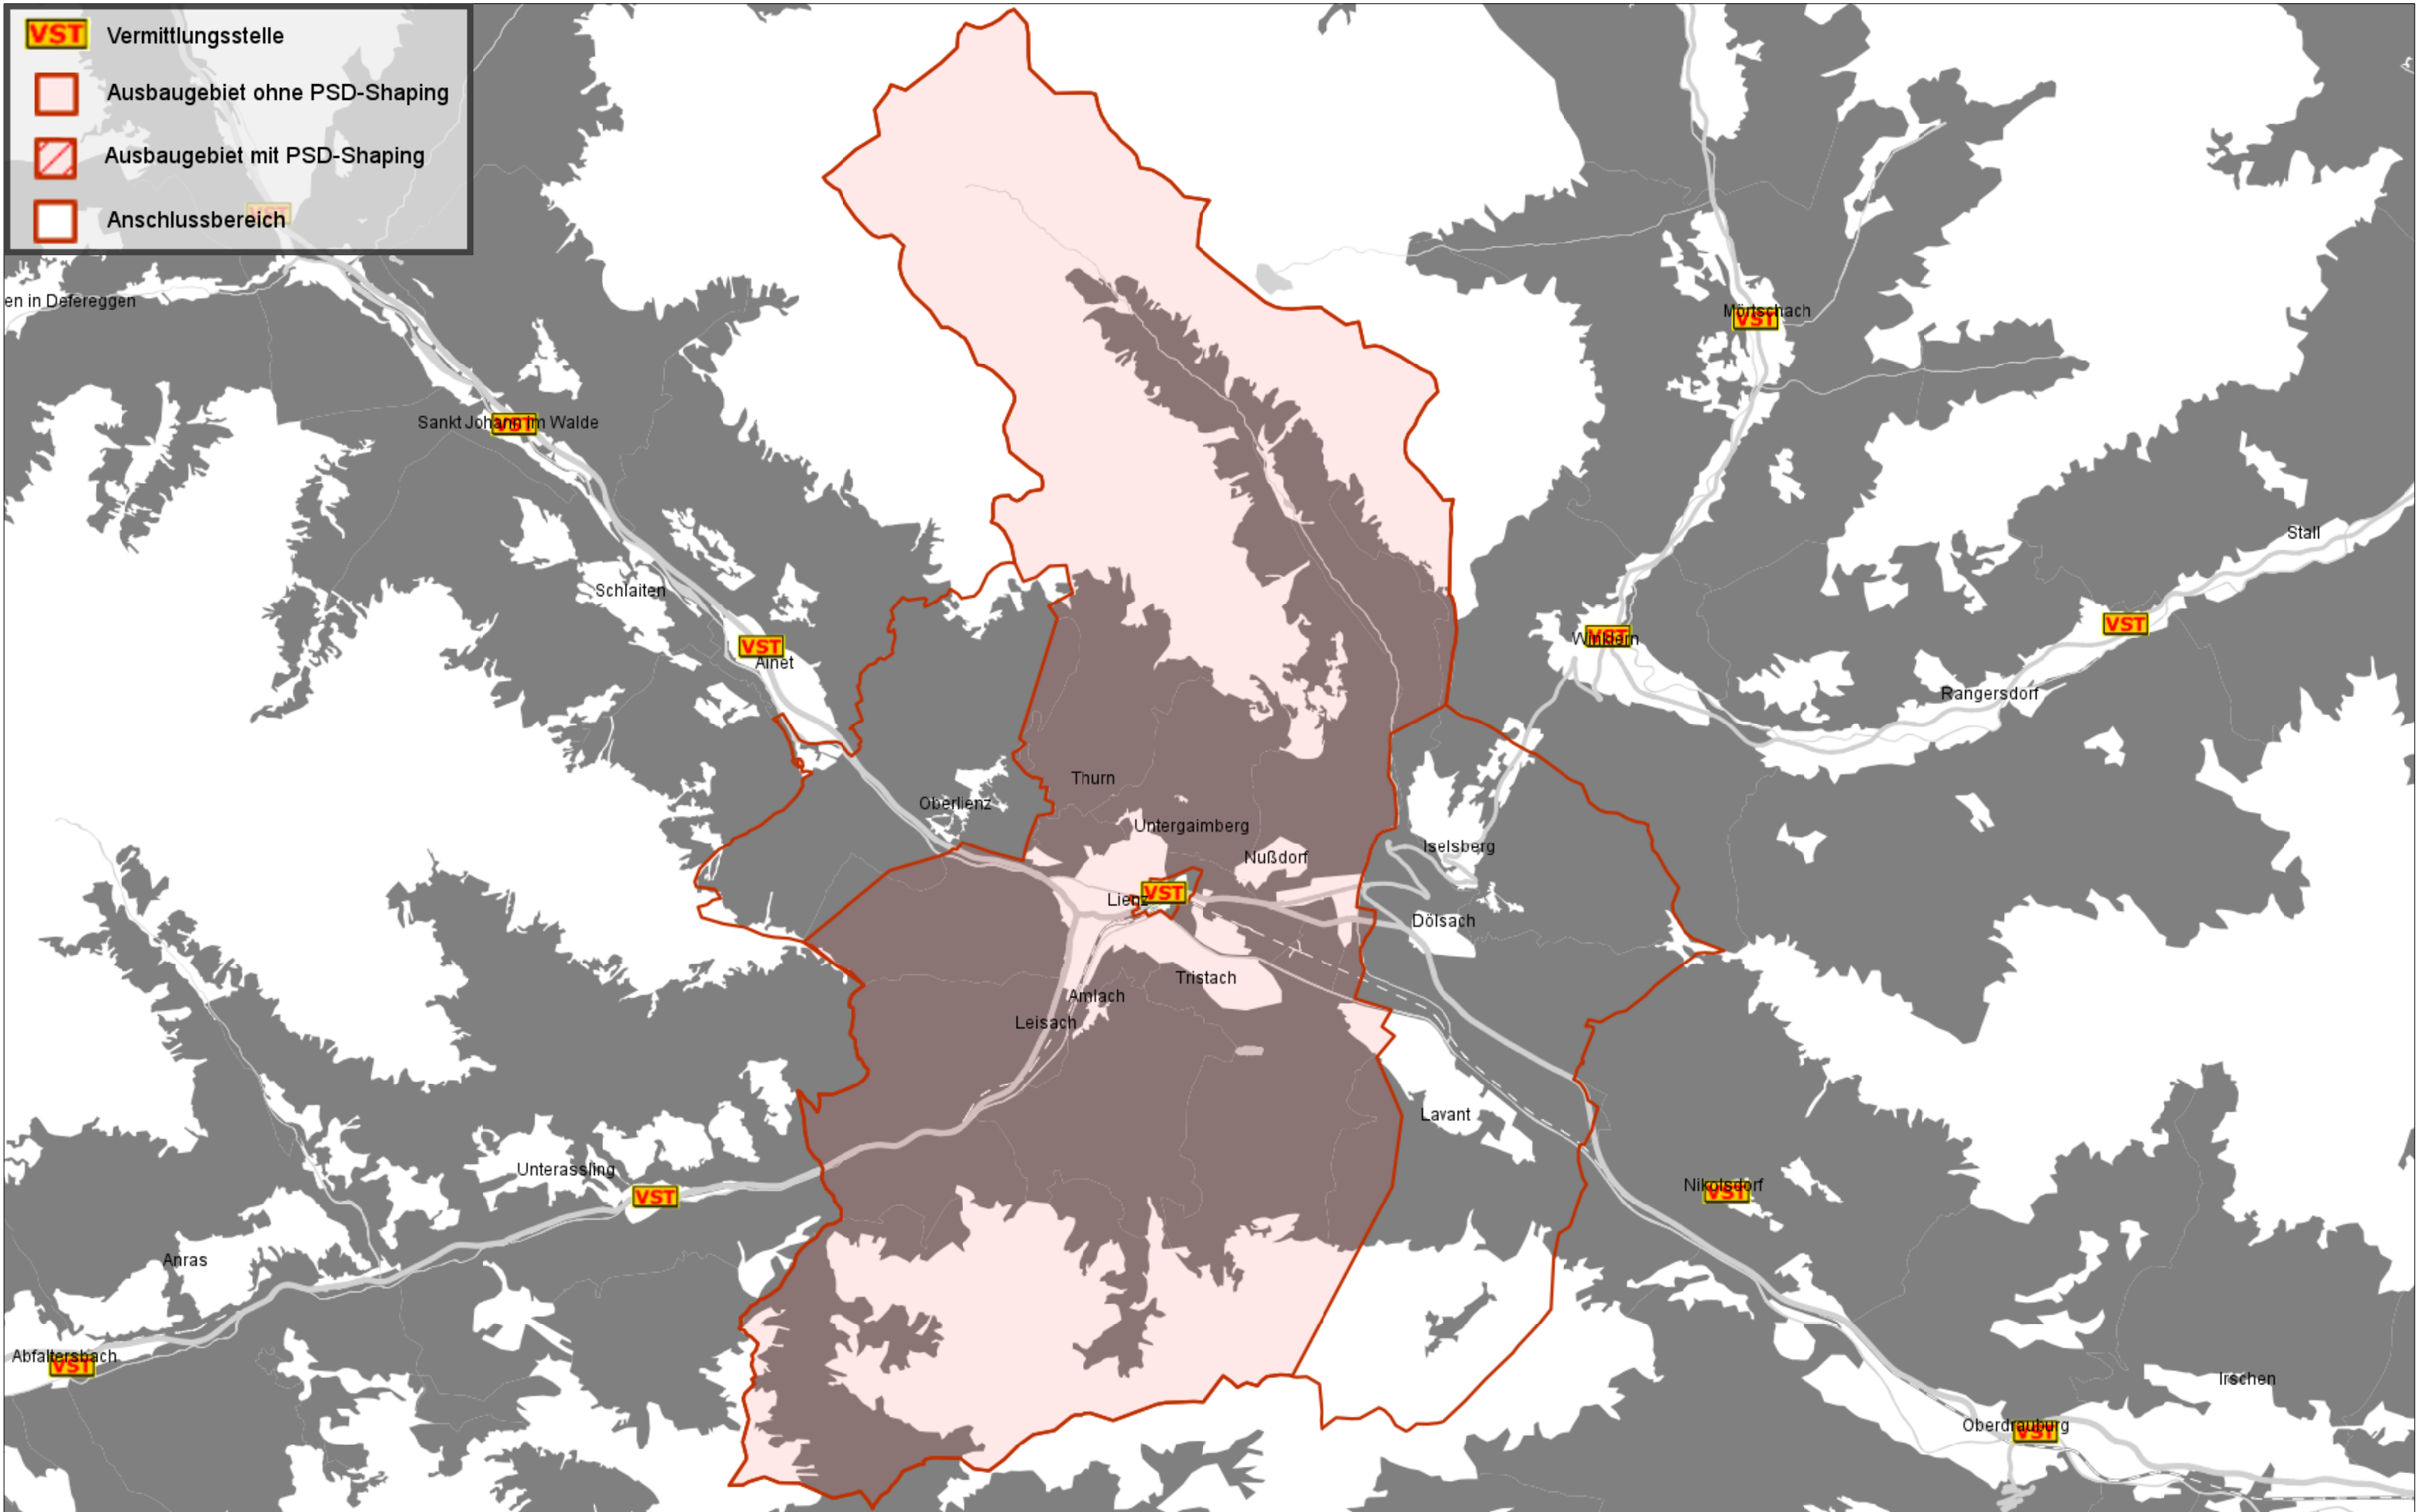 VST Vermittlungsstelle
Ausbaugebiet ohne PSD-Shaping
Ausbaugebiet mit PSD-Shaping
VST
Anschlussbereich
en in Defereggen
Mörtschach
VST
Sankt Johann im Walde
VST
Stall
Schlaiten
VST
VST
Winklern
VST
Ainet
Rangersdorf
Thurn
Oberlienz
Untergaimberg
Iselsberg
Nußdorf
VST
Lienz
Dölsach
Tristach
Amlach
Leisach
Lavant
Unterassling
VST
Nikolsdorf
VST
Anras
Abfaltersbach
VST
Irschen
Oberdrauburg
VST